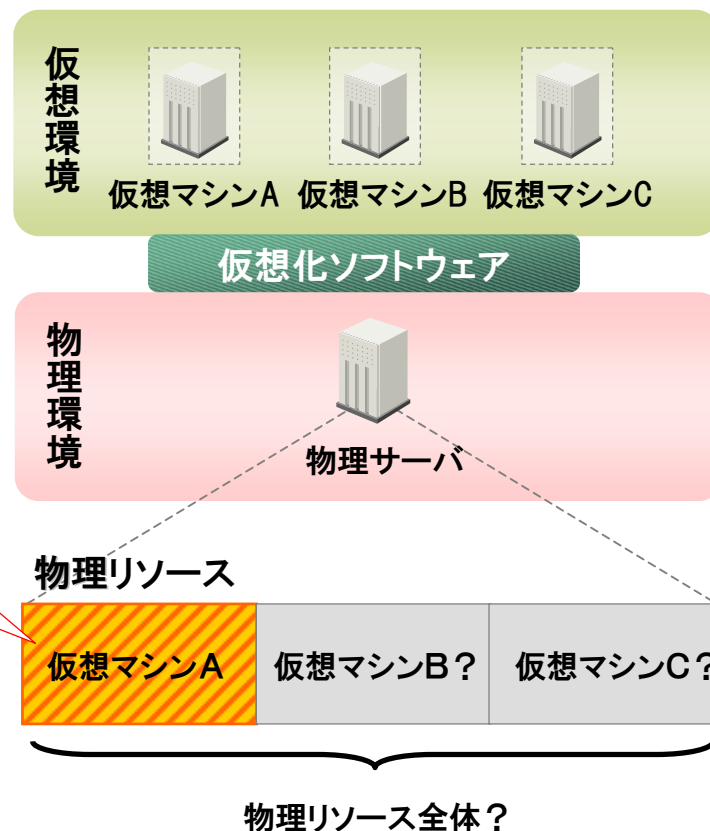 仮想環境
仮想マシンA
仮想マシンB
仮想マシンC
仮想化ソフトウェア
物理環境
物理サーバ
物理リソース
仮想マシンA
仮想マシンB?
仮想マシンC?
物理リソース全体?